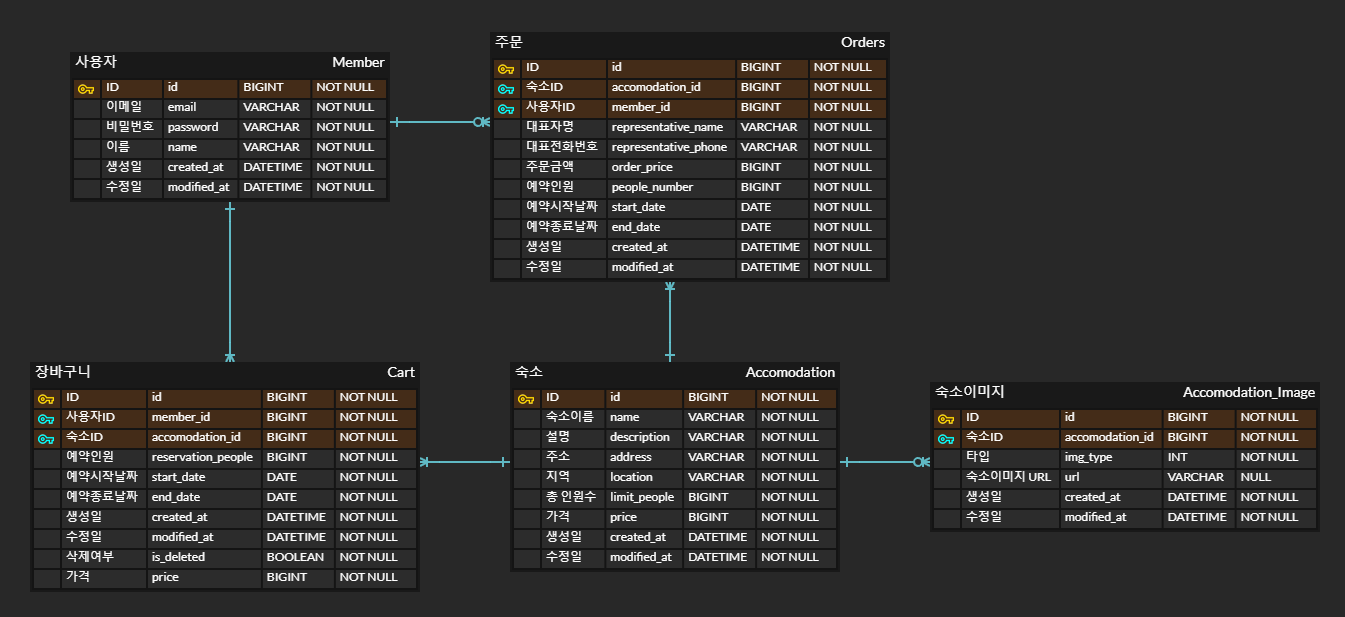 사용자 Member
ID id BIGINT NOT NULL
이메일 email VARCHAR NOT NULL
비밀번호 password VARCHAR NOT NULL
이름 name VARCHAR NOT NULL
생성일 created_at DATETIME NOT NULL
수정일 modified_at DATETIME NOT NULL
주문 Orders
ID id BIGINT NOT NULL
숙소ID accomodation_id BIGINT NOT NULL
사용자ID member_id BIGINT NOT NULL
대표자명 representative_name VARCHAR NOT NULL
대표전화번호 representative_phone VARCHAR NOT NULL
주문금액 order_price BIGINT NOT NULL
예약인원 people_number BIGINT NOT NULL
예약시작날짜 start_date DATE NOT NULL
예약종료날짜 end_date DATE NOT NULL
생성일 created_at DATETIME NOT NULL
수정일 modified_at DATETIME NOT NULL
장바구니 Cart
ID id BIGINT NOT NULL
사용자ID member_id BIGINT NOT NULL
숙소ID accomodation_id BIGINT NOT NULL
예약인원 reservation_people BIGINT NOT NULL
예약시작날짜 start_date DATE NOT NULL
예약종료날짜 end_date DATE NOT NULL
생성일 created_at DATETIME NOT NULL
수정일 modified_at DATETIME NOT NULL
삭제여부 is_deleted BOOLEAN NOT NULL
가격 price BIGINT NOT NULL
숙소 Accomodation
ID id BIGINT NOT NULL
숙소이름 name VARCHAR NOT NULL
설명 description VARCHAR NOT NULL
주소 address VARCHAR NOT NULL
지역 location VARCHAR NOT NULL
총 인원수 limit_people BIGINT NOT NULL
가격 price BIGINT NOT NULL
생성일 created_at DATETIME NOT NULL
수정일 modified_at DATETIME NOT NULL
숙소이미지 Accomodation_Image
ID id BIGINT NOT NULL
숙소ID accomodation_id BIGINT NOT NULL
타입 img_type INT NOT NULL
숙소이미지 URL url VARCHAR NULL
생성일 created_at DATETIME NOT NULL
수정일 modified_at DATETIME NOT NULL